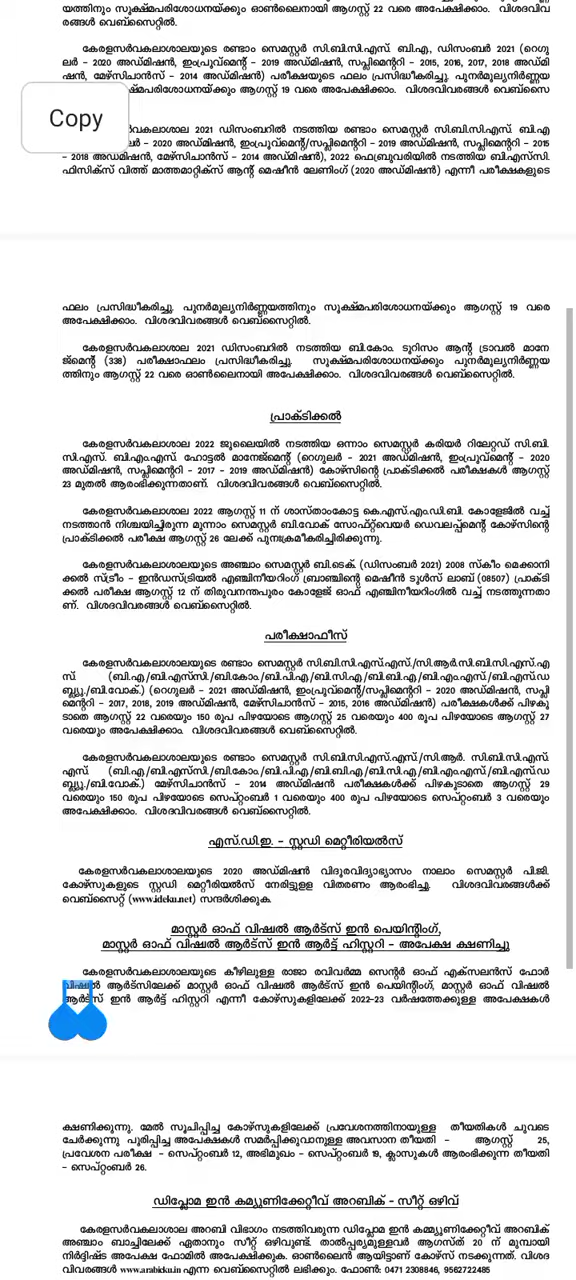 യത്തിനും സൂക്ഷ്മപരിശോധനയ്ക്കും ഓൺലൈനായി ആഗസ്റ്റ് 22 വരെ അപേക്ഷിക്കാം. വിശദവിവ
രങ്ങൾ വെബ്സൈറ്റിൽ.
കേരളസർവകലാശാലയുടെ രണ്ടാം സെമസ്റ്റർ സി.ബി.സി.എസ്. ബി.എ., ഡിസംബർ 2021 (റെഗു
ലർ - 2020 അഡ്മിഷൻ, ഇംപ്രൂവ്മെന്റ് - 2019 അഡ്മിഷൻ, സപ്ലിമെന്ററി - 2015, 2016, 2017, 2018 അഡ്മി
ഷൻ, മേഴ്സിചാൻസ് - 2014 അഡ്മിഷൻ) പരീക്ഷയുടെ ഫലം പ്രസിദ്ധീകരിച്ചു. പുനർമൂല്യനിർണ്ണയ
ഷ്മപരിശോധനയ്ക്കും ആഗസ്റ്റ് 19 വരെ അപേക്ഷിക്കാം. വിശദവിവരങ്ങൾ വെബ്സൈ
Copy
ർവകലാശാല 2021 ഡിസംബറിൽ നടത്തിയ രണ്ടാം സെമസ്റ്റർ സി.ബി.സി.എസ്. ബി.എ
ലർ - 2020 അഡ്മിഷൻ, ഇംപ്രൂവ്മെന്റ്/സപ്ലിമെന്ററി - 2019 അഡ്മിഷൻ, സപ്ലിമെന്ററി - 2015
- 2018 അഡ്മിഷൻ, മേഴ്സിചാൻസ് - 2014 അഡ്മിഷൻ), 2022 ഫെബ്രുവരിയിൽ നടത്തിയ ബി.എസ്‌സി.
ഫിസിക്സ് വിത്ത് മാത്തമാറ്റിക്സ് ആന്റ് മെഷീൻ ലേണിംഗ് (2020 അഡ്മിഷൻ) എന്നീ പരീക്ഷകളുടെ
ഫലം പ്രസിദ്ധീകരിച്ചു. പുനർമൂല്യനിർണ്ണയത്തിനും സൂക്ഷ്മപരിശോധനയ്ക്കും ആഗസ്റ്റ് 19 വരെ
അപേക്ഷിക്കാം. വിശദവിവരങ്ങൾ വെബ്സൈറ്റിൽ.
കേരളസർവകലാശാല 2021 ഡിസംബറിൽ നടത്തിയ ബി.കോം. ടൂറിസം ആന്റ് ട്രാവൽ മാനേ
ജ്മെന്റ് (338) പരീക്ഷാഫലം പ്രസിദ്ധീകരിച്ചു. സൂക്ഷ്മപരിശോധനയ്ക്കും പുനർമൂല്യനിർണ്ണയ
ത്തിനും ആഗസ്റ്റ് 22 വരെ ഓൺലൈനായി അപേക്ഷിക്കാം. വിശദവിവരങ്ങൾ വെബ്സൈറ്റിൽ.
പ്രാക്ടിക്കൽ
കേരളസർവകലാശാല 2022 ജൂലൈയിൽ നടത്തിയ ഒന്നാം സെമസ്റ്റർ കരിയർ റിലേറ്റഡ് സി.ബി.
സി.എസ്. ബി.എം.എസ്. ഹോട്ടൽ മാനേജ്മെന്റ് (റെഗുലർ - 2021 അഡ്മിഷൻ, ഇംപ്രൂവ്മെന്റ് - 2020
അഡ്മിഷൻ, സപ്ലിമെന്ററി - 2017 - 2019 അഡ്മിഷൻ) കോഴ്സിന്റെ പ്രാക്ടിക്കൽ പരീക്ഷകൾ ആഗസ്റ്റ്
23 മുതൽ ആരംഭിക്കുന്നതാണ്. വിശദവിവരങ്ങൾ വെബ്സൈറ്റിൽ.
കേരളസർവകലാശാല 2022 ആഗസ്റ്റ് 11 ന് ശാസ്താംകോട്ട കെ.എസ്.എം.ഡി.ബി. കോളേജിൽ വച്ച്
നടത്താൻ നിശ്ചയിച്ചിരുന്ന മൂന്നാം സെമസ്റ്റർ ബി.വോക് സോഫ്റ്റ്‌വെയർ ഡെവലപ്പ്മെന്റ് കോഴ്സിന്റെ
പ്രാക്ടിക്കൽ പരീക്ഷ ആഗസ്റ്റ് 26 ലേക്ക് പുനഃക്രമീകരിച്ചിരിക്കുന്നു.
കേരളസർവകലാശാലയുടെ അഞ്ചാം സെമസ്റ്റർ ബി.ടെക്. (ഡിസംബർ 2021) 2008 സ്കീം മെക്കാനി
ക്കൽ സ്ട്രീം - ഇൻഡസ്ട്രിയൽ എഞ്ചിനീയറിംഗ് ബ്രാഞ്ചിന്റെ മെഷീൻ ടൂൾസ് ലാബ് (08507) പ്രാക്ടി
ക്കൽ പരീക്ഷ ആഗസ്റ്റ് 12 ന് തിരുവനന്തപുരം കോളേജ് ഓഫ് എഞ്ചിനീയറിംഗിൽ വച്ച് നടത്തുന്നതാ
ണ്. വിശദവിവരങ്ങൾ വെബ്സൈറ്റിൽ.
പരീക്ഷാഫീസ്
കേരളസർവകലാശാലയുടെ രണ്ടാം സെമസ്റ്റർ സി.ബി.സി.എസ്.എസ്./സി.ആർ.സി.ബി.സി.എസ്.എ
സ്. (ബി.എ./ബി.എസ്‌സി./ബി.കോം./ബി.പി.എ./ബി.സി.എ./ബി.ബി.എ./ബി.എം.എസ്./ബി.എസ്.ഡ
ബ്ല്യൂ./ബി.വോക്.) (റെഗുലർ - 2021 അഡ്മിഷൻ, ഇംപ്രൂവ്മെന്റ്/സപ്ലിമെന്ററി - 2020 അഡ്മിഷൻ, സപ്ലി
മെന്ററി - 2017, 2018, 2019 അഡ്മിഷൻ, മേഴ്സിചാൻസ് - 2015, 2016 അഡ്മിഷൻ) പരീക്ഷകൾക്ക് പിഴകൂ
ടാതെ ആഗസ്റ്റ് 22 വരെയും 150 രൂപ പിഴയോടെ ആഗസ്റ്റ് 25 വരെയും 400 രൂപ പിഴയോടെ ആഗസ്റ്റ് 27
വരെയും അപേക്ഷിക്കാം. വിശദവിവരങ്ങൾ വെബ്സൈറ്റിൽ.
കേരളസർവകലാശാലയുടെ രണ്ടാം സെമസ്റ്റർ സി.ബി.സി.എസ്.എസ്./സി.ആർ. സി.ബി.സി.എസ്.
എസ്. (ബി.എ./ബി.എസ്‌സി./ബി.കോം./ബി.പി.എ./ബി.ബി.എ./ബി.സി.എ./ബി.എം.എസ്./ബി.എസ്.ഡ
ബ്ല്യൂ./ബി.വോക്.) മേഴ്സിചാൻസ് - 2014 അഡ്മിഷൻ പരീക്ഷകൾക്ക് പിഴകൂടാതെ ആഗസ്റ്റ് 29
വരെയും 150 രൂപ പിഴയോടെ സെപ്റ്റംബർ 1 വരെയും 400 രൂപ പിഴയോടെ സെപ്റ്റംബർ 3 വരെയും
അപേക്ഷിക്കാം. വിശദവിവരങ്ങൾ വെബ്സൈറ്റിൽ.
എസ്.ഡി.ഇ. - സ്റ്റഡി മെറ്റീരിയൽസ്
കേരളസർവകലാശാലയുടെ 2020 അഡ്മിഷൻ വിദൂരവിദ്യാഭ്യാസം നാലാം സെമസ്റ്റർ പി.ജി.
കോഴ്സുകളുടെ സ്റ്റഡി മെറ്റീരിയൽസ് നേരിട്ടുളള വിതരണം ആരംഭിച്ചു. വിശദവിവരങ്ങൾക്ക്
വെബ്സൈറ്റ് (www.ideku.net) സന്ദർശിക്കുക.
മാസ്റ്റർ ഓഫ് വിഷ്വൽ ആർട്സ് ഇൻ പെയിന്റിംഗ്,
മാസ്റ്റർ ഓഫ് വിഷ്വൽ ആർട്സ് ഇൻ ആർട്ട് ഹിസ്റ്ററി - അപേക്ഷ ക്ഷണിച്ചു
കേരളസർവകലാശാലയുടെ കീഴിലുള്ള രാജാ രവിവർമ്മ സെന്റർ ഓഫ് എക്സലൻസ് ഫോർ
വിഷ്വൽ ആർട്സിലേക്ക് മാസ്റ്റർ ഓഫ് വിഷ്വൽ ആർട്സ് ഇൻ പെയിന്റിംഗ്, മാസ്റ്റർ ഓഫ് വിഷ്വൽ
ആർട്സ് ഇൻ ആർട്ട് ഹിസ്റ്ററി എന്നീ കോഴ്സുകളിലേക്ക് 2022-23 വർഷത്തേക്കുള്ള അപേക്ഷകൾ
ക്ഷണിക്കുന്നു. മേൽ സൂചിപ്പിച്ച കോഴ്സുകളിലേക്ക് പ്രവേശനത്തിനായുള്ള തീയതികൾ ചുവടെ
ചേർക്കുന്നു പൂരിപ്പിച്ച അപേക്ഷകൾ സമർപ്പിക്കുവാനുള്ള അവസാന തീയതി - ആഗസ്റ്റ് 25,
പ്രവേശന പരീക്ഷ - സെപ്റ്റംബർ 12, അഭിമുഖം - സെപ്റ്റംബർ 19, ക്ലാസുകൾ ആരംഭിക്കുന്ന തീയതി
- സെപ്റ്റംബർ 26.
ഡിപ്ലോമ ഇൻ കമ്യുണിക്കേറ്റീവ് അറബിക് - സീറ്റ് ഒഴിവ്
കേരളസർവകലാശാല അറബി വിഭാഗം നടത്തിവരുന്ന ഡിപ്ലോമ ഇൻ കമ്മ്യൂണിക്കേറ്റീവ് അറബിക്
അഞ്ചാം ബാച്ചിലേക്ക് ഏതാനും സീറ്റ് ഒഴിവുണ്ട്. താൽപ്പര്യമുള്ളവർ ആഗസ്ത് 20 ന് മുമ്പായി
നിർദ്ദിഷ്ട അപേക്ഷ ഫോമിൽ അപേക്ഷിക്കുക. ഓൺലൈൻ ആയിട്ടാണ് കോഴ്സ് നടക്കുന്നത്. വിശദ
വിവരങ്ങൾ www.arabicku.in എന്ന വെബ്സൈറ്റിൽ ലഭിക്കും. ഫോൺ: 0471 2308846, 9562722485